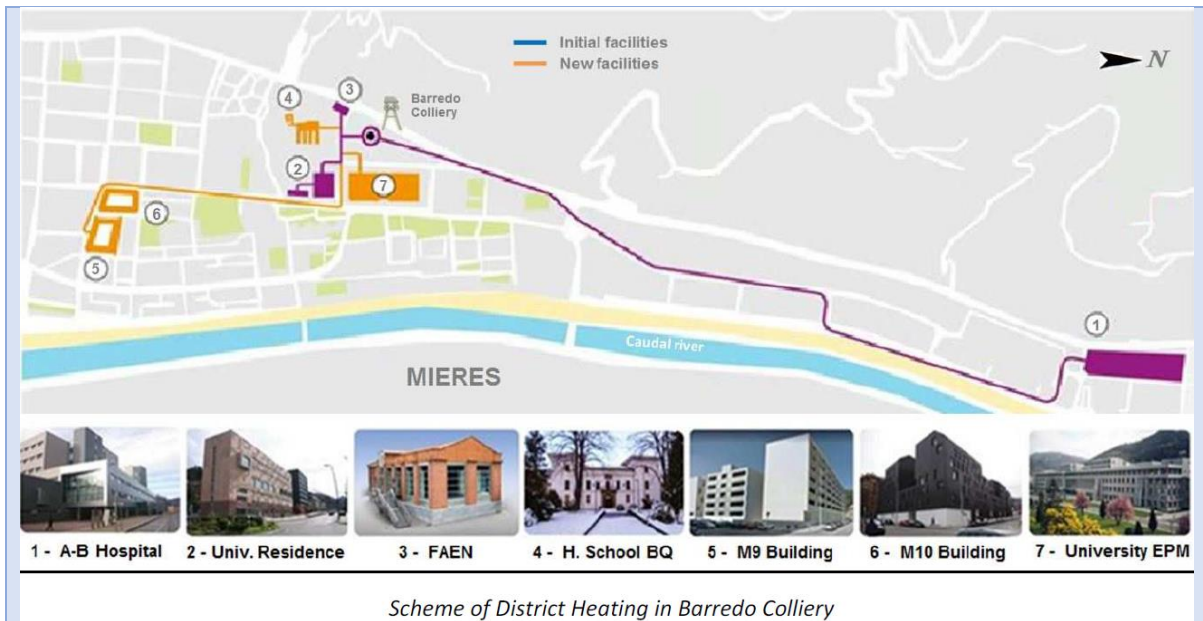 Initial facilities
New facilities
N
4
3
Barredo
Colliery
2
7
6
5
1
Caudal river
MIERES
1 - A-B Hospital
2 - Univ. Residence
3 - FAEN
4 - H. School BQ
5 - M9 Building
6 - M10 Building
7 - University EPM
Scheme of District Heating in Barredo Colliery